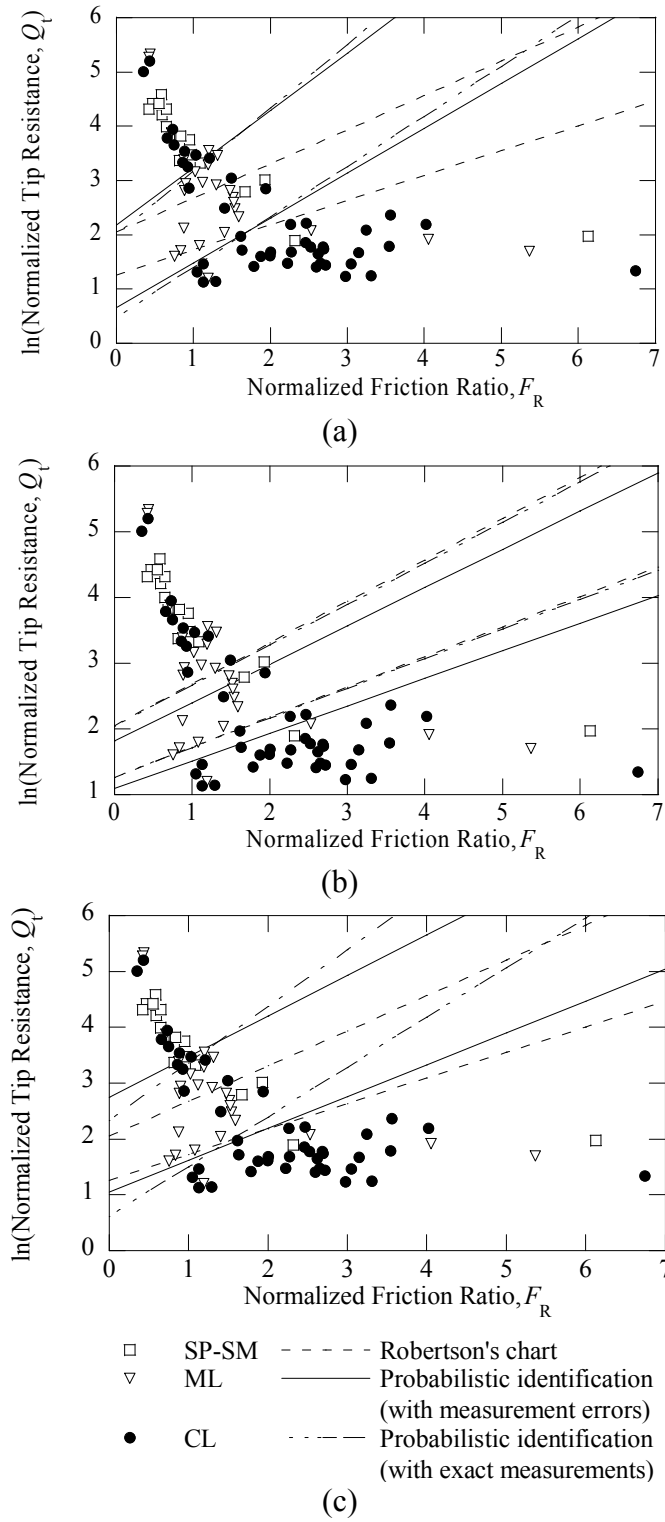 6
5
4
3
2
1
0
ln(Normalized Tip Resistance, Qt)
0 1 2 3 4 5 6 7
Normalized Friction Ratio, FR
(a)
6
5
4
3
2
1
ln(Normalized Tip Resistance, Qt)
0 1 2 3 4 5 6 7
Normalized Friction Ratio, FR
(b)
6
5
4
3
2
1
0
ln(Normalized Tip Resistance, Qt)
0 1 2 3 4 5 6 7
Normalized Friction Ratio, FR
SP-SM Robertson's chart
ML Probabilistic identification
(with measurement errors)
CL Probabilistic identification
(with exact measurements)
(c)